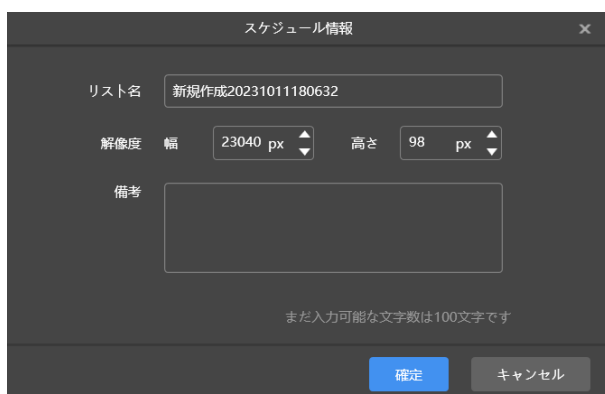 スケジュール情報
リスト名 新規作成20231011180632
解像度 幅 23040 px 高さ 98 px
備考
まだ入力可能な文字数は100文字です
確定 キャンセル